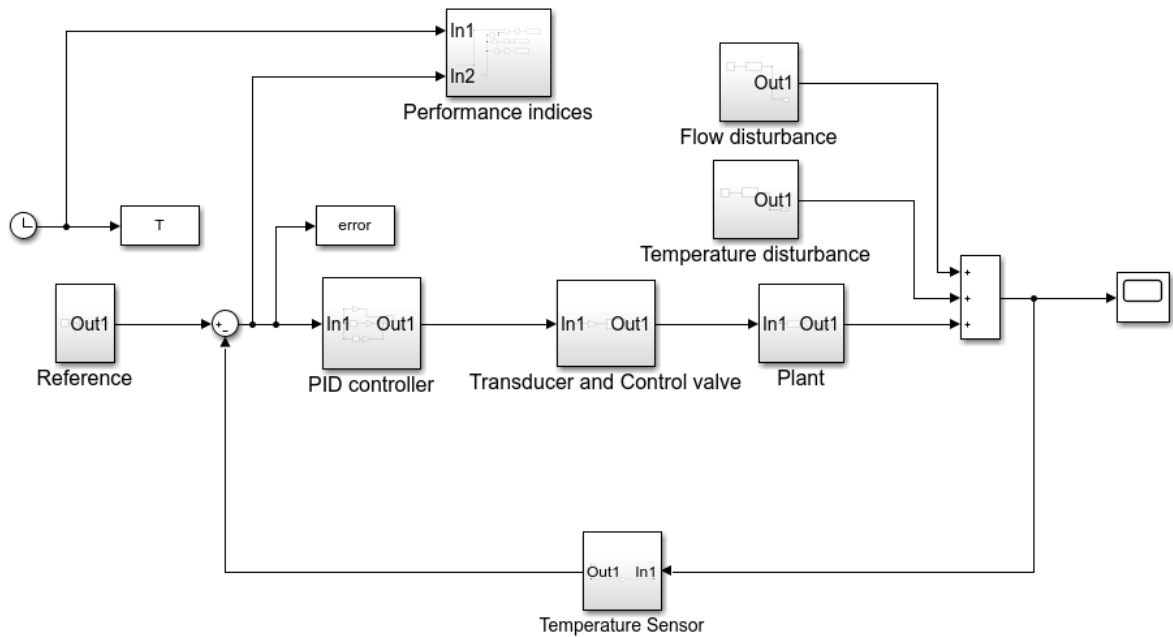 In1
In2
Performance indices
Out1
Flow disturbance
Out1
Temperature disturbance
T
error
+
+
+
Out1
Reference
+
−
In1 Out1
PID controller
In1 Out1
Transducer and Control valve
In1 Out1
Plant
Out1 In1
Temperature Sensor